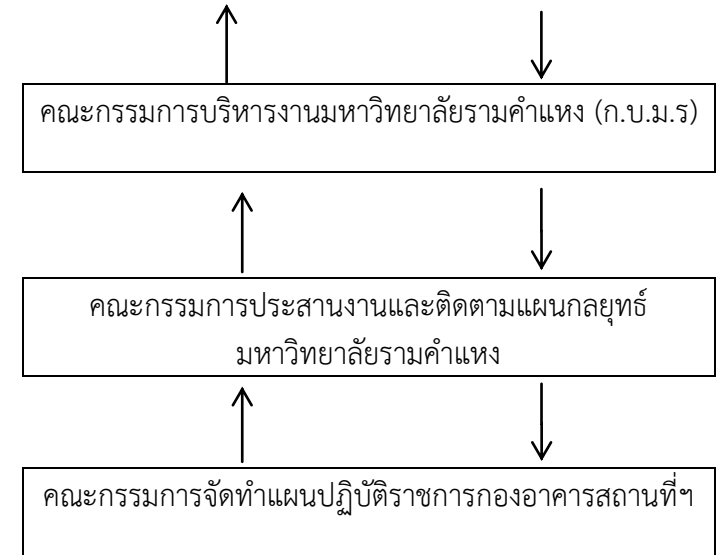 คณะกรรมการบริหารงานมหาวิทยาลัยรามคำแหง (ก.บ.ม.ร)
คณะกรรมการประสานงานและติดตามแผนกลยุทธ์
มหาวิทยาลัยรามคำแหง
คณะกรรมการจัดทำแผนปฏิบัติราชการกองอาคารสถานที่ฯ